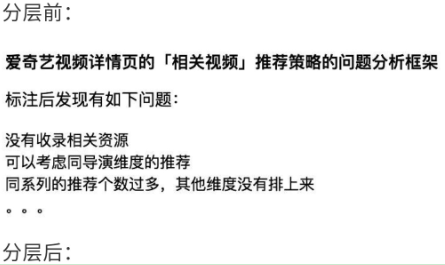 分层前：
爱奇艺视频详情页的「相关视频」推荐策略的问题分析框架
标注后发现有如下问题：
没有收录相关资源
可以考虑同导演维度的推荐
同系列的推荐个数过多，其他维度没有排上来
。。。
分层后：